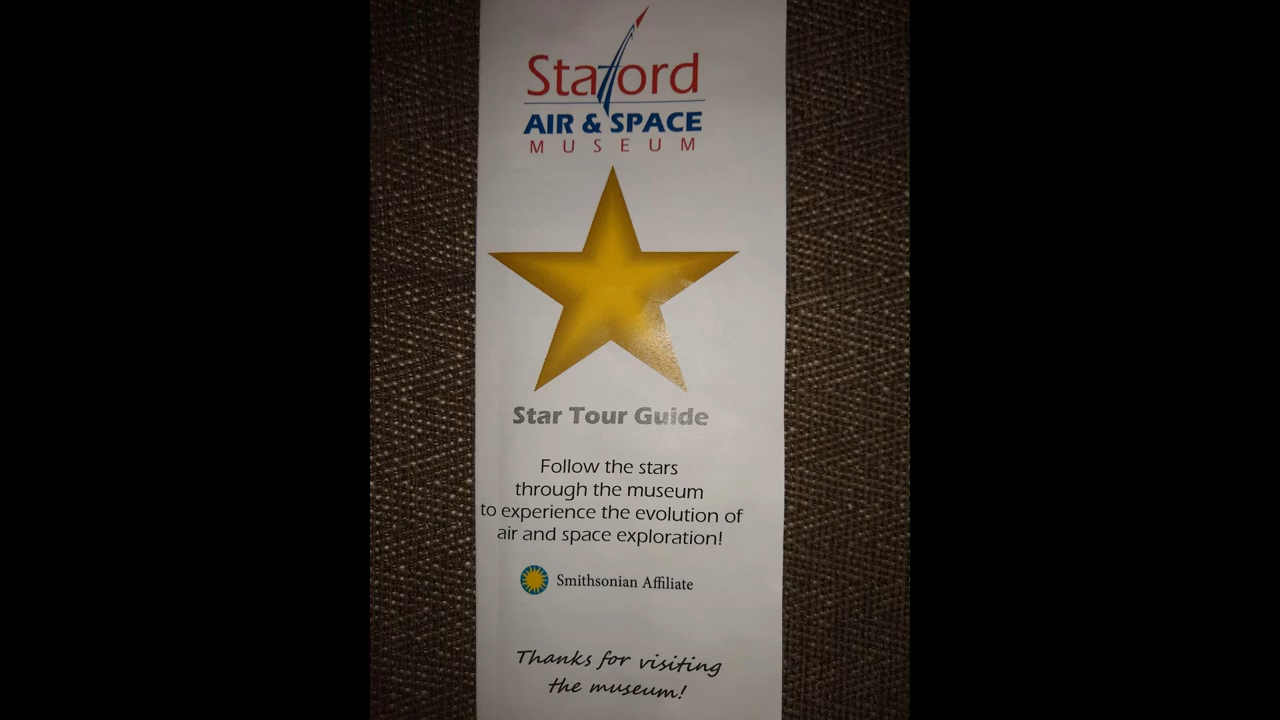 Stafford
AIR & SPACE
MUSEUM
Star Tour Guide
Follow the stars
through the museum
to experience the evolution of
air and space exploration!
Smithsonian Affiliate
Thanks for visiting
the museum!